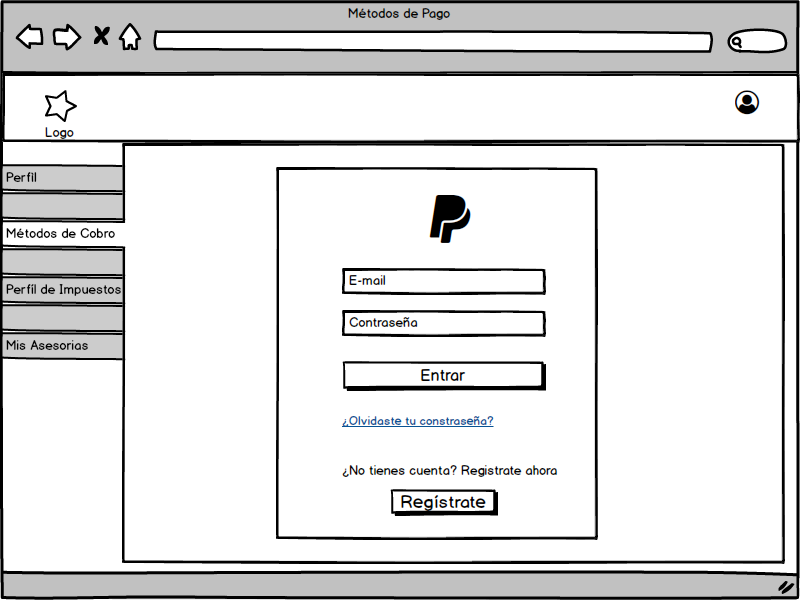 Métodos de Pago
Logo
Perfil
Métodos de Cobro
Perfil de Impuestos
Mis Asesorias
E-mail
Contraseña
Entrar
¿Olvidaste tu constraseña?
¿No tienes cuenta? Registrate ahora
Regístrate